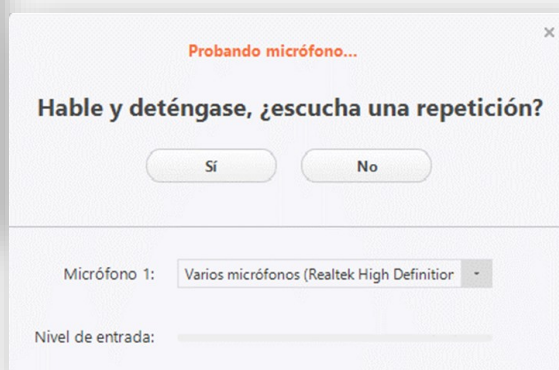 Probando micrófono...
Hable y deténgase, ¿escucha una repetición?
Sí
No
Micrófono 1:
Varios micrófonos (Realtek High Definitior
Nivel de entrada: